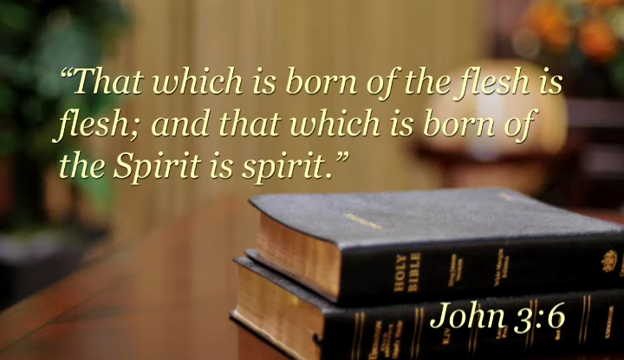 “That which is born of the flesh is
flesh; and that which is born of
the Spirit is spirit.”
HOLY
BIBLE
John 3:6